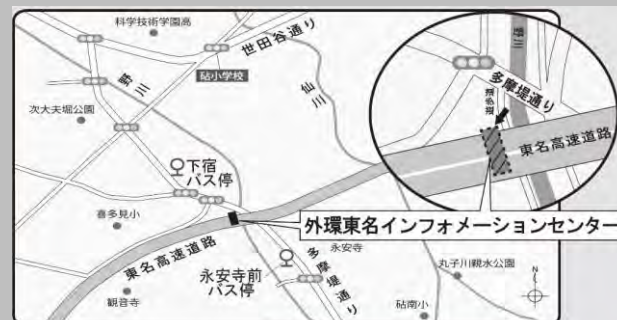 科学技術学園高
世田谷通り
野川
砧小学校
仙川
次大夫堀公園
下宿
バス停
喜多見小
東名高速道路
観音寺
永安寺前
バス停
多摩堤通り
永安寺
砧南小
丸子川親水公園
N
外環東名インフォメーションセンター
野川
多摩堤通り
遊歩道
東名高速道路